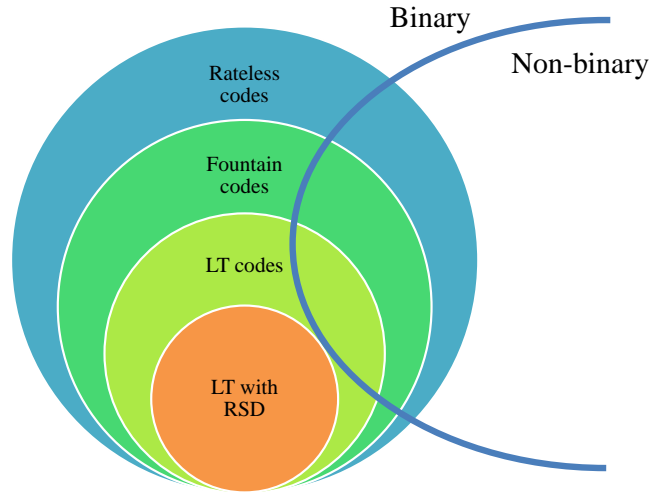 Binary
Non-binary
Rateless
codes
Fountain
codes
LT codes
LT with
RSD